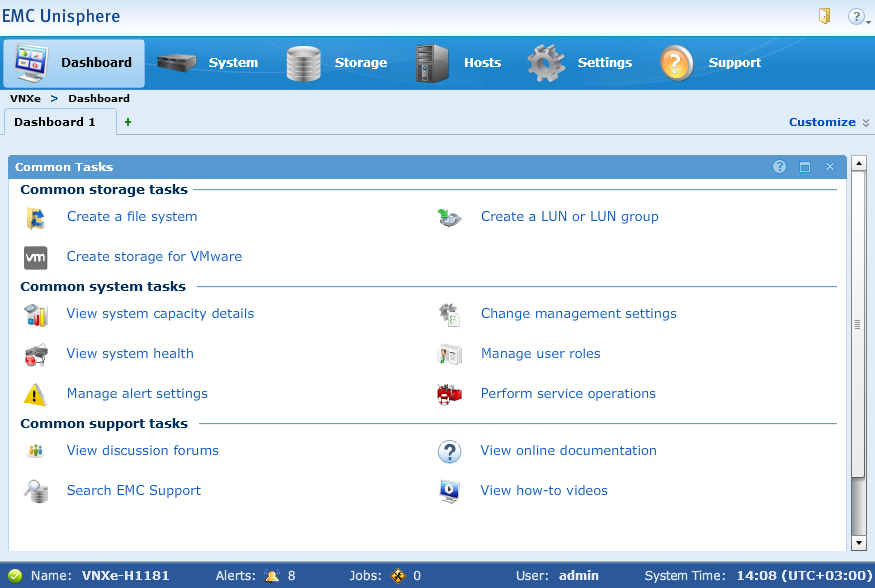 EMC Unisphere
?
Dashboard System Storage Hosts Settings ? Support
VNXe > Dashboard
Dashboard 1 + Customize
Common Tasks ?
Common storage tasks
Create a file system Create a LUN or LUN group
vm Create storage for VMware
Common system tasks
View system capacity details Change management settings
View system health Manage user roles
Manage alert settings Perform service operations
Common support tasks
View discussion forums ? View online documentation
Search EMC Support View how-to videos
Name: VNXe-H1181 Alerts: 8 Jobs: 0 User: admin System Time: 14:08 (UTC+03:00)